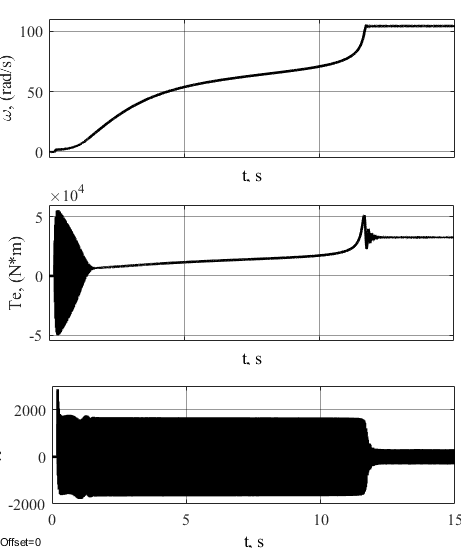 100
50
0
ω, (rad/s)
t, s
×10⁴
5
0
-5
Te, (N*m)
t, s
2000
0
-2000
0
5
10
15
t, s
Offset=0